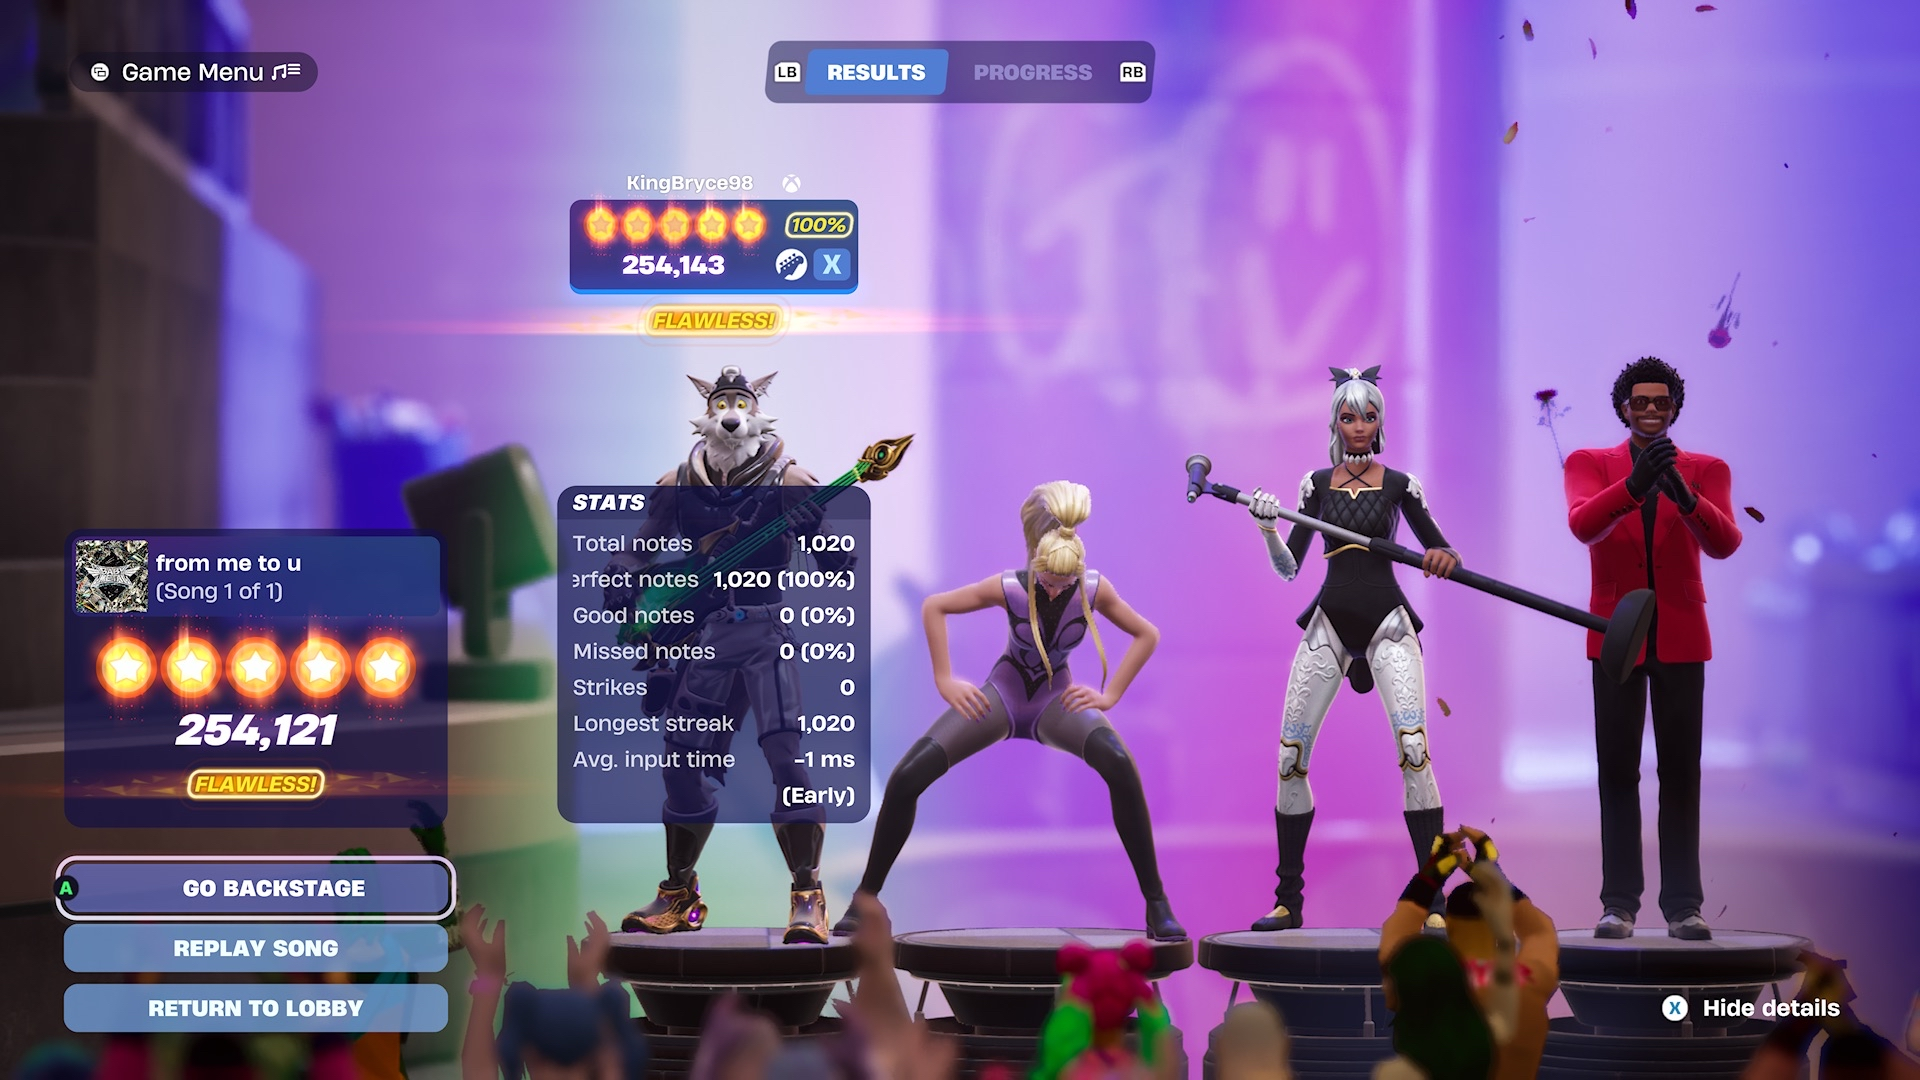 Game Menu
LB RESULTS PROGRESS RB
KingBryce98
100%
254,143
X
FLAWLESS!
STATS
Total notes 1,020
erfect notes 1,020 (100%)
Good notes 0 (0%)
Missed notes 0 (0%)
Strikes 0
Longest streak 1,020
Avg. input time -1 ms
(Early)
BABY
METAL
from me to u
(Song 1 of 1)
254,121
FLAWLESS!
A GO BACKSTAGE
REPLAY SONG
RETURN TO LOBBY
X Hide details